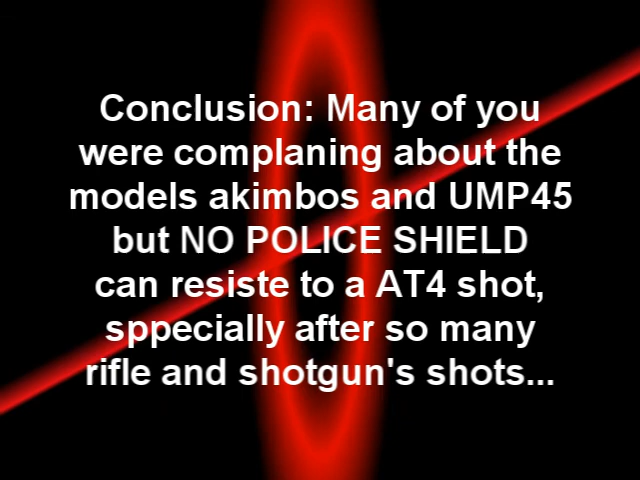 Conclusion: Many of you
were complaning about the
models akimbos and UMP45
but NO POLICE SHIELD
can resiste to a AT4 shot,
sppecially after so many
rifle and shotgun's shots...